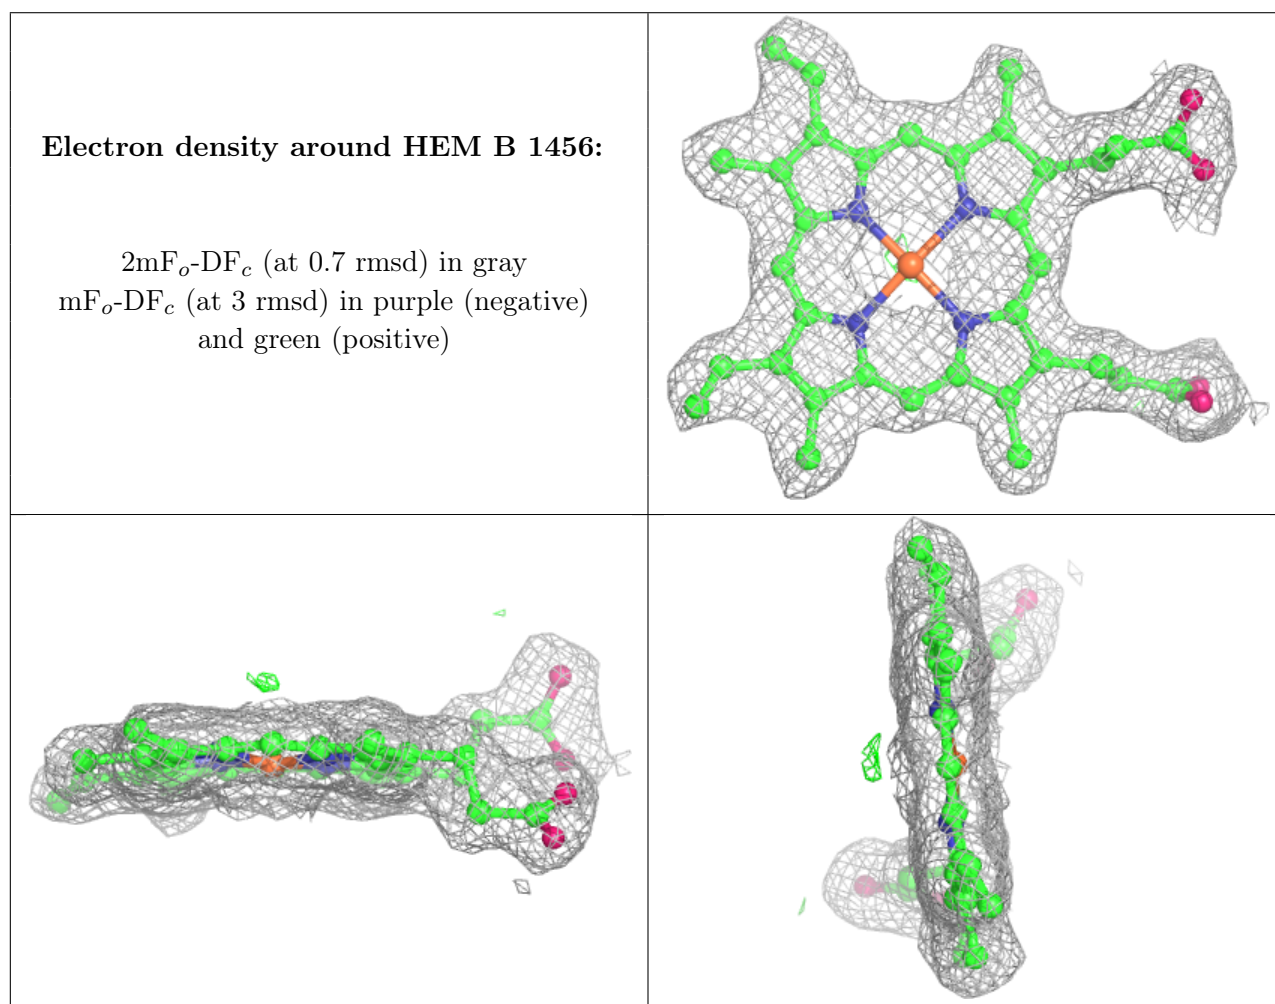 Electron density around HEM B 1456:
2mFₒ-DF𝒸 (at 0.7 rmsd) in gray
mFₒ-DF𝒸 (at 3 rmsd) in purple (negative)
and green (positive)